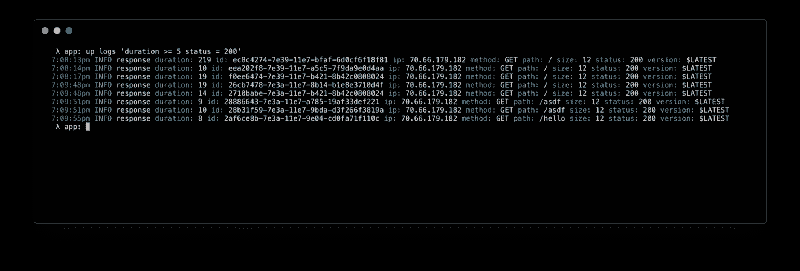 λ app: up logs 'duration >= 5 status = 200'
7:08:13pm INFO response duration: 219 id: ec8c4274-7e39-11e7-bfaf-6d0cf6f18f81 ip: 70.66.179.182 method: GET path: / size: 12 status: 200 version: $LATEST
7:08:14pm INFO response duration: 10 id: eea202f8-7e39-11e7-a5c5-7f9da9e0d4aa ip: 70.66.179.182 method: GET path: / size: 12 status: 200 version: $LATEST
7:08:17pm INFO response duration: 19 id: f0ee6474-7e39-11e7-b421-8b42c0808024 ip: 70.66.179.182 method: GET path: / size: 12 status: 200 version: $LATEST
7:09:48pm INFO response duration: 19 id: 26cb7478-7e3a-11e7-8b14-b1e8e3710d4f ip: 70.66.179.182 method: GET path: / size: 12 status: 200 version: $LATEST
7:09:48pm INFO response duration: 14 id: 2718babe-7e3a-11e7-b421-8b42c0808024 ip: 70.66.179.182 method: GET path: / size: 12 status: 200 version: $LATEST
7:09:51pm INFO response duration: 9 id: 28886643-7e3a-11e7-a785-19af33def221 ip: 70.66.179.182 method: GET path: /asdf size: 12 status: 200 version: $LATEST
7:09:51pm INFO response duration: 10 id: 28b31f59-7e3a-11e7-9bda-d3f266f3819a ip: 70.66.179.182 method: GET path: /asdf size: 12 status: 200 version: $LATEST
7:09:55pm INFO response duration: 8 id: 2af6ce8b-7e3a-11e7-9e04-cd0fa71f110c ip: 70.66.179.182 method: GET path: /hello size: 12 status: 200 version: $LATEST
λ app: